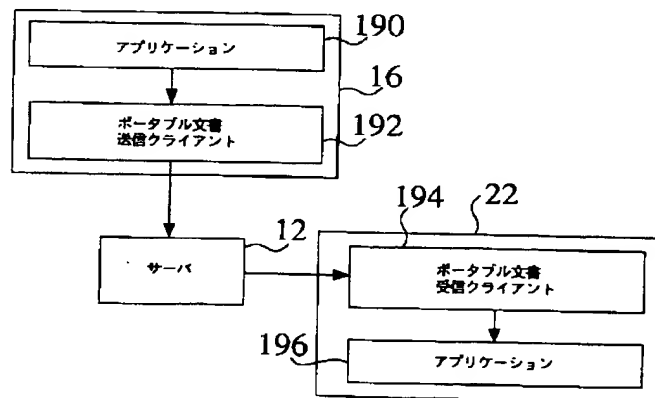 190
アプリケーション
16
ポータブル文書
送信クライアント
192
12
サーバ
22
194
ポータブル文書
受信クライアント
196
アプリケーション